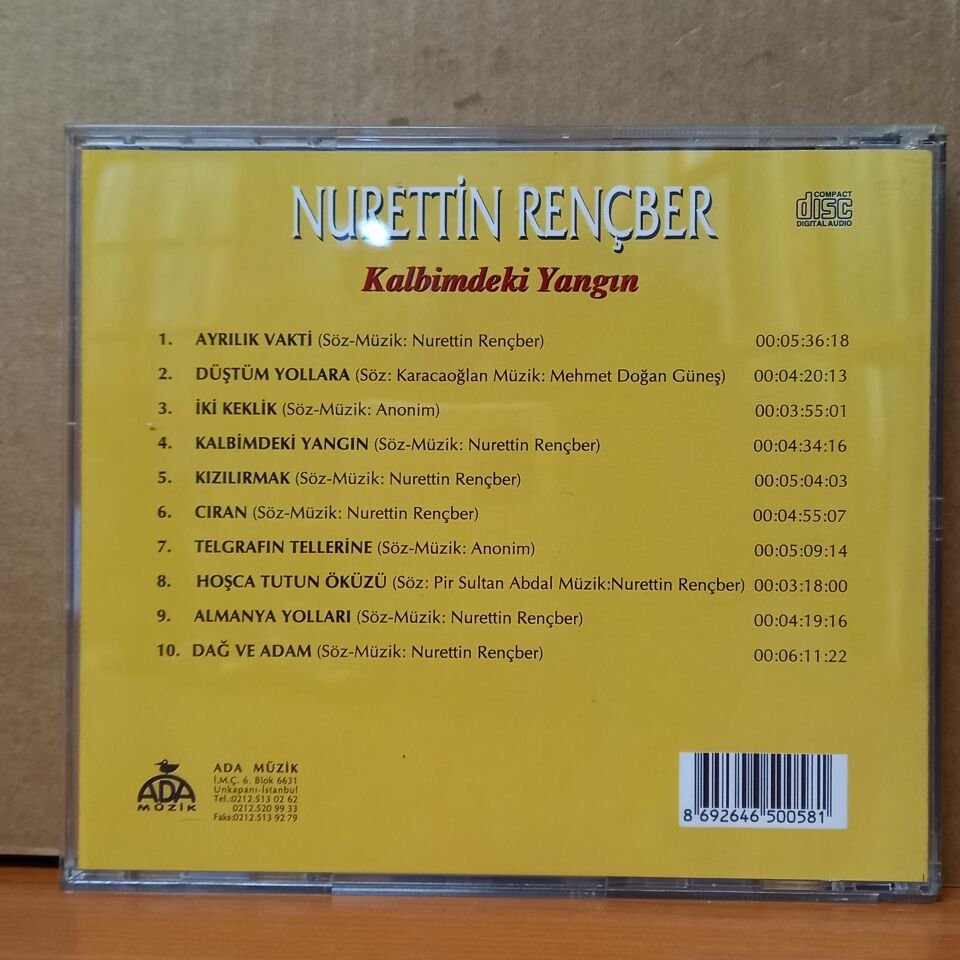 NURETTİN RENÇBER
COMPACT
disc
DIGITAL AUDIO
Kalbimdeki Yangın
1. AYRILIK VAKTİ (Söz-Müzik: Nurettin Rençber) 00:05:36:18
2. DÜŞTÜM YOLLARA (Söz: Karacaoğlan Müzik: Mehmet Doğan Güneş) 00:04:20:13
3. İKİ KEKLİK (Söz-Müzik: Anonim) 00:03:55:01
4. KALBİMDEKİ YANGIN (Söz-Müzik: Nurettin Rençber) 00:04:34:16
5. KIZILIRMAK (Söz-Müzik: Nurettin Rençber) 00:05:04:03
6. CIRAN (Söz-Müzik: Nurettin Rençber) 00:04:55:07
7. TELGRAFIN TELLERİNE (Söz-Müzik: Anonim) 00:05:09:14
8. HOŞCA TUTUN ÖKÜZÜ (Söz: Pir Sultan Abdal Müzik:Nurettin Rençber) 00:03:18:00
9. ALMANYA YOLLARI (Söz-Müzik: Nurettin Rençber) 00:04:19:16
10. DAĞ VE ADAM (Söz-Müzik: Nurettin Rençber) 00:06:11:22
ADA
MÜZİK
ADA MÜZİK
İ.M.Ç. 6. Blok 6631
Unkapanı-İstanbul
Tel.:0212.513 02 62
0212.520 99 33
Faks:0212.513 92 79
8 692646 500581